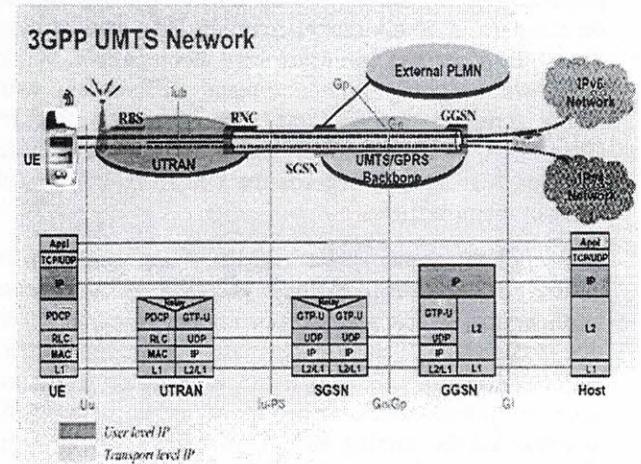 3GPP UMTS Network
External PLMN
IPv6
Network
Gp
Iub
RBS
RNC
GGSN
Gn
UE
UTRAN
SGSN
UMTS/GPRS
Backbone
IPv4
Network
Appl
Appl
TCP/UDP
TCP/UDP
IP
IP
IP
Relay
Relay
PDCP
PDCP
GTP-U
GTP-U
GTP-U
GTP-U
L2
L2
RLC
RLC
UDP
UDP
UDP
UDP
MAC
MAC
IP
IP
IP
IP
L1
L1
L2/L1
L2/L1
L2/L1
L2/L1
L1
L1
UE
UTRAN
SGSN
GGSN
Host
Uu
Iu-PS
Gn/Gp
Gi
User level IP
Transport level IP